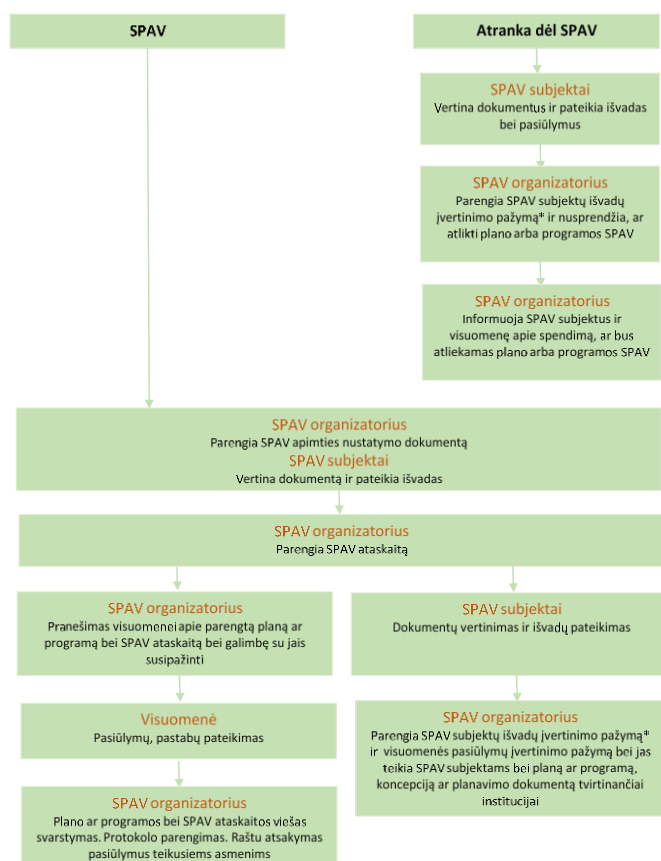 SPAV
Atranka dėl SPAV
SPAV subjektai
Vertina dokumentus ir pateikia išvadas
bei pasiūlymus
SPAV organizatorius
Parengia SPAV subjektų išvadų
įvertinimo pažymą* ir nusprendžia, ar
atlikti plano arba programos SPAV
SPAV organizatorius
Informuoja SPAV subjektus ir
visuomenę apie spendimą, ar bus
atliekamas plano arba programos SPAV
SPAV organizatorius
Parengia SPAV apimties nustatymo dokumentą
SPAV subjektai
Vertina dokumentą ir pateikia išvadas
SPAV organizatorius
Parengia SPAV ataskaitą
SPAV organizatorius
Pranešimas visuomenei apie parengtą planą ar
programą bei SPAV ataskaitą bei galimbę su jais
susipažinti
Visuomenė
Pasiūlymų, pastabų pateikimas
SPAV organizatorius
Plano ar programos bei SPAV ataskaitos viešas
svarstymas. Protokolo parengimas. Raštu atsakymas
pasiūlymus teikusiems asmenims
SPAV subjektai
Dokumentų vertinimas ir išvadų pateikimas
SPAV organizatorius
Parengia SPAV subjektų išvadų įvertinimo pažymą*
ir visuomenės pasiūlymų įvertinimo pažymą bei jas
teikia SPAV subjektams bei planą ar programą,
koncepciją ar planavimo dokumentą tvirtinančiai
institucijai